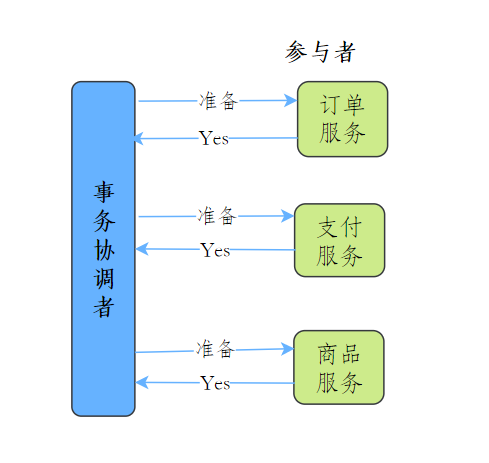 参与者
准备
订单
服务
Yes
事
务
协
调
者
准备
支付
服务
Yes
准备
商品
服务
Yes